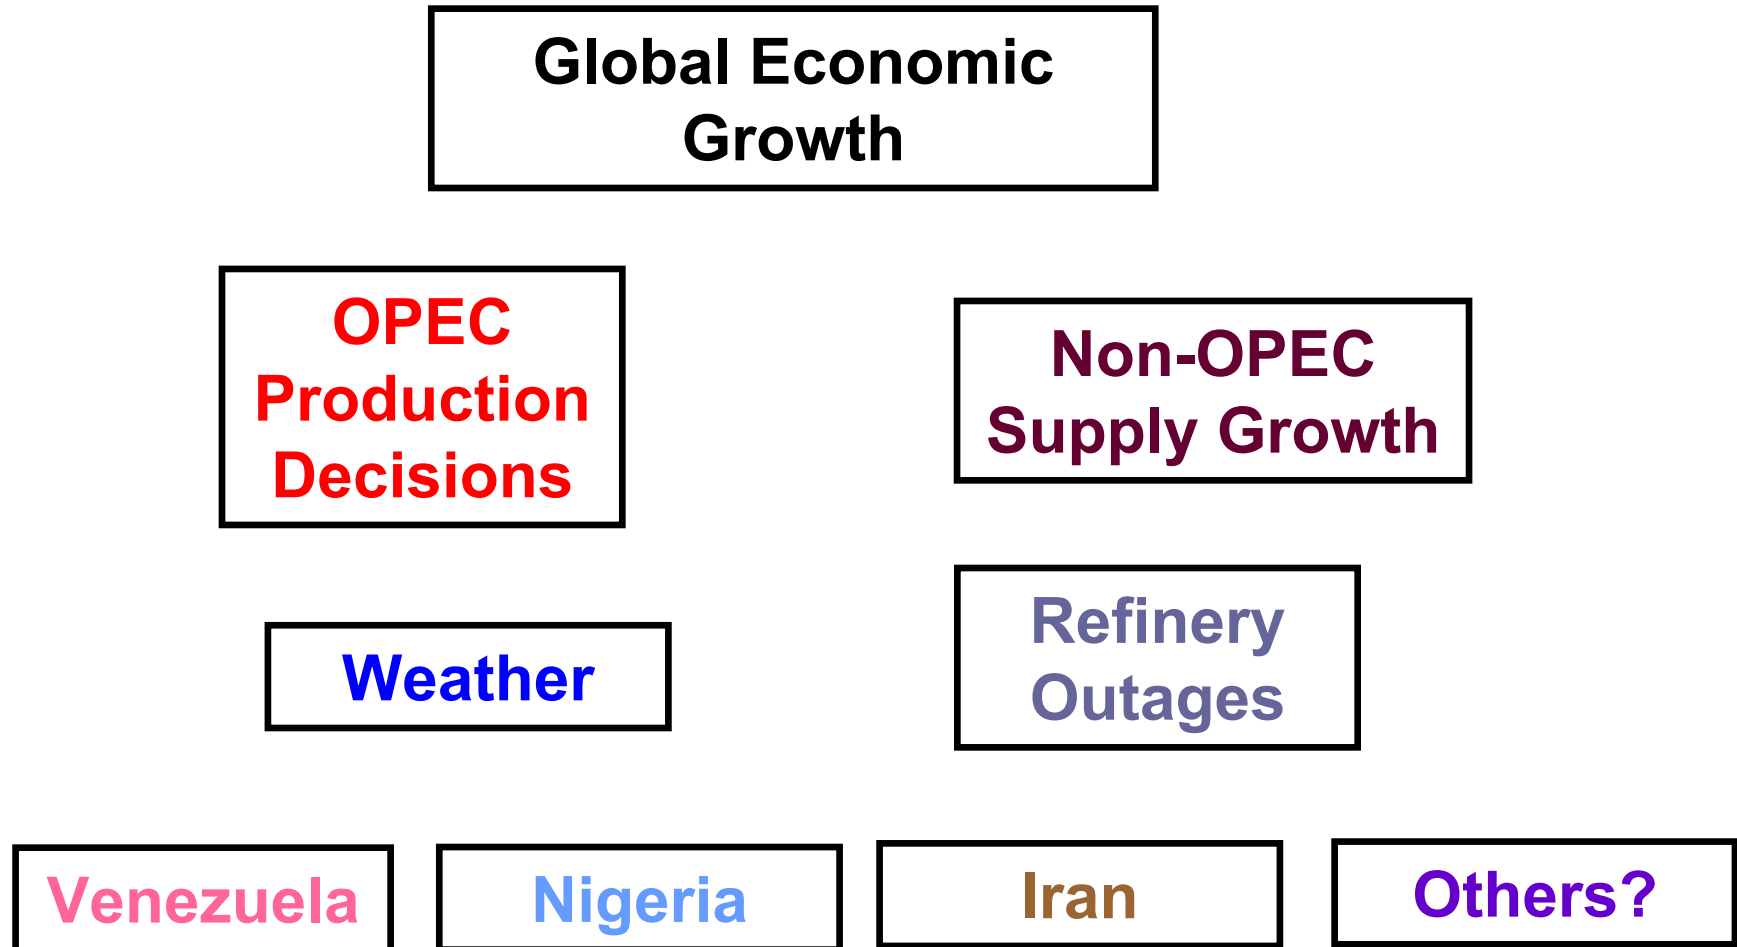 Global Economic
Growth
OPEC
Production
Decisions
Non-OPEC
Supply Growth
Weather
Refinery
Outages
Venezuela
Nigeria
Iran
Others?